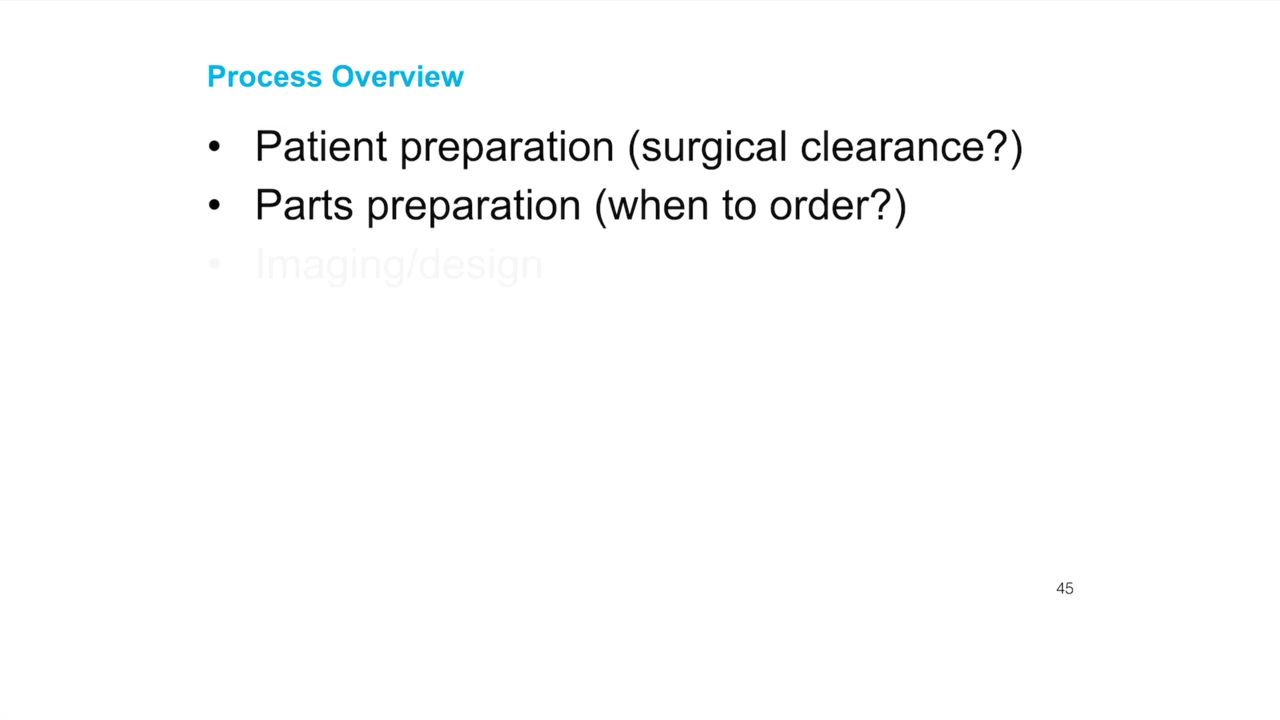 Process Overview
• Patient preparation (surgical clearance?)
• Parts preparation (when to order?)
• Imaging/design
45